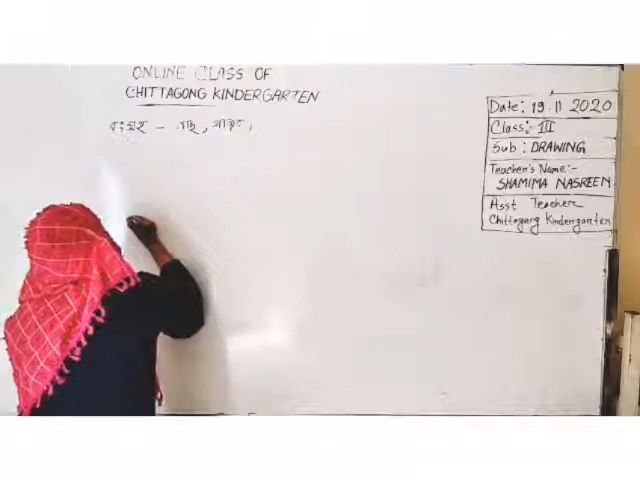 ONLINE CLASS OF
CHITTAGONG KINDERGARTEN
Date: 19.11 2020
Class:- III
Sub : DRAWING
Teacher's Name:-
SHAMIMA NASREEN
Asst Teacher
Chittagong Kindergarten